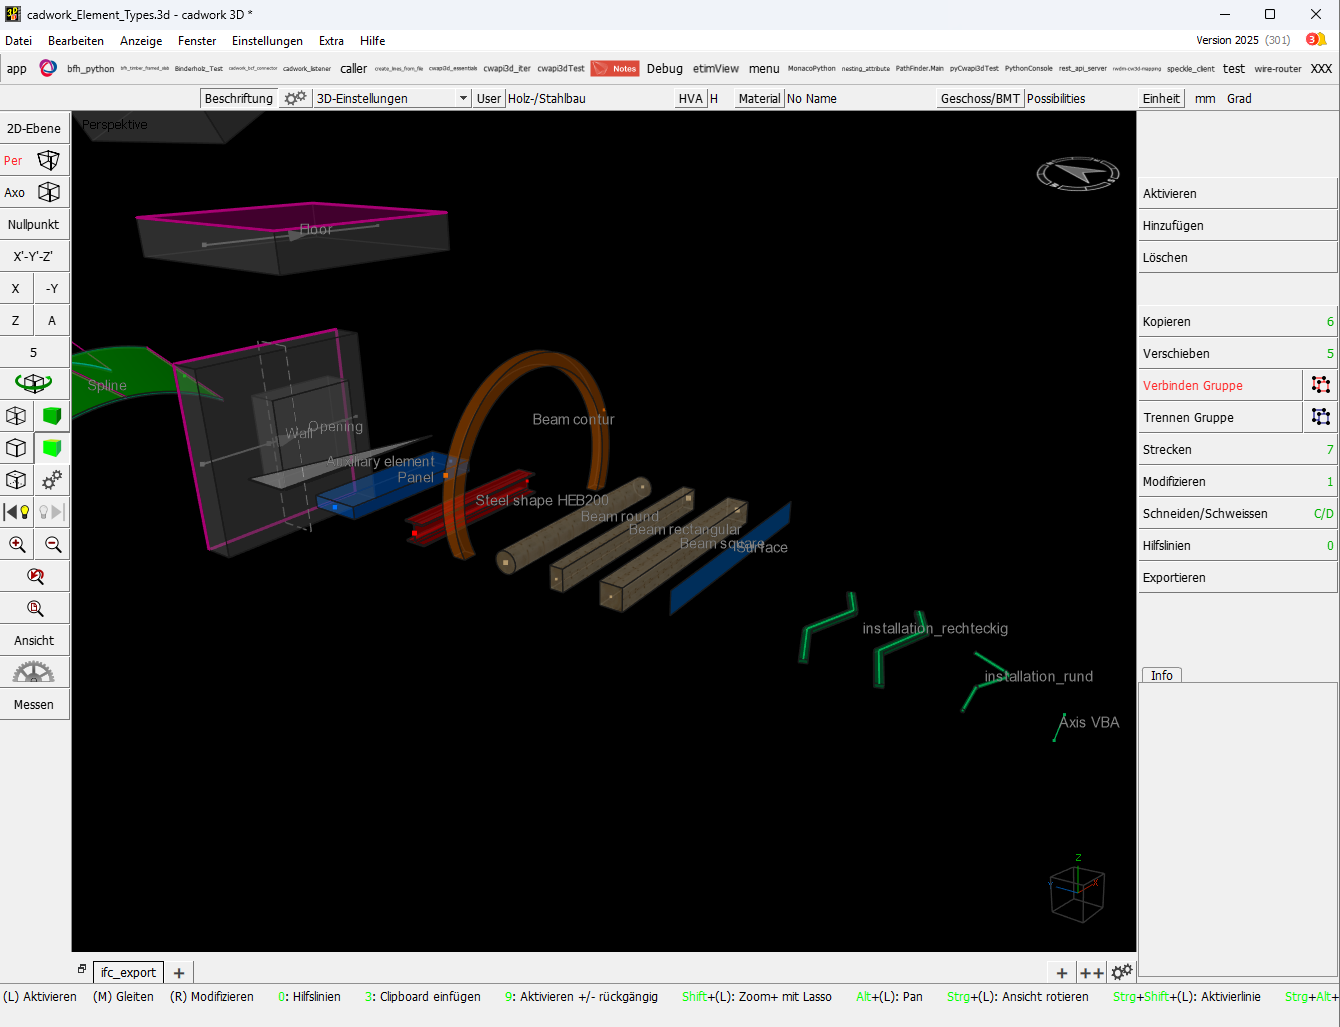 cadwork_Element_Types.3d - cadwork 3D *
Datei Bearbeiten Anzeige Fenster Einstellungen Extra Hilfe
Version 2025 (301) 3
app bfh_python bfh_timber_framed_slab Binderholz_Test cadwork_bcf_connector cadwork_listener caller create_lines_from_file cwapi3d_essentials cwapi3d_iter cwapi3dTest Notes Debug etimView menu MonacoPython nesting_attribute PathFinder.Main pyCwapi3dTest PythonConsole rest_api_server speckle_client test wire-router XXX
Beschriftung 3D-Einstellungen User Holz-/Stahlbau HVA H Material No Name Geschoss/BMT Possibilities Einheit mm Grad
2D-Ebene
Per
Axo
Nullpunkt
X'-Y'-Z'
X -Y
Z A
5
Ansicht
Messen
Perspektive
Floor
Spline
Wall
Opening
Auxiliary element
Panel
Beam contur
Steel shape HEB200
Beam round
Beam rectangular
Beam square
Surface
installation_rechteckig
installation_rund
Axis VBA
Z
Y
X
Aktivieren
Hinzufügen
Löschen
Kopieren 6
Verschieben 5
Verbinden Gruppe
Trennen Gruppe
Strecken 7
Modifizieren 1
Schneiden/Schweissen C/D
Hilfslinien 0
Exportieren
Info
ifc_export + + ++
(L) Aktivieren (M) Gleiten (R) Modifizieren 0: Hilfslinien 3: Clipboard einfügen 9: Aktivieren +/- rückgängig Shift+(L): Zoom+ mit Lasso Alt+(L): Pan Strg+(L): Ansicht rotieren Strg+Shift+(L): Aktivierlinie Strg+Alt+